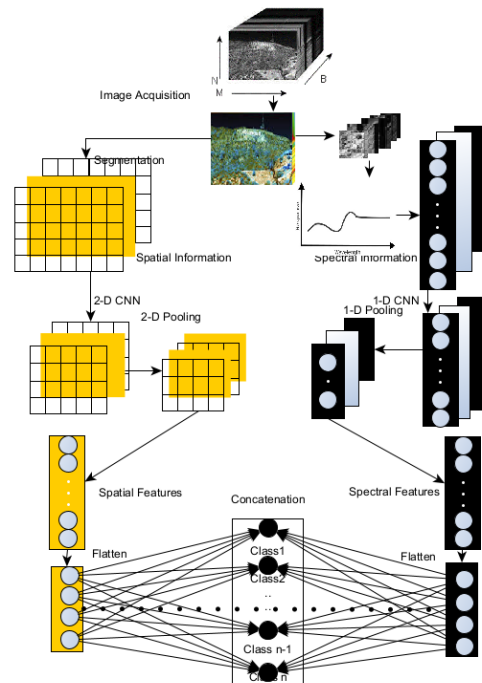 N
M
B
Image Acquisition
Segmentation
Spatial Information
Spectral Information
2-D CNN
2-D Pooling
1-D CNN
1-D Pooling
Spatial Features
Concatenation
Spectral Features
Class1
Flatten
Flatten
Class2
Class n-1
Class n